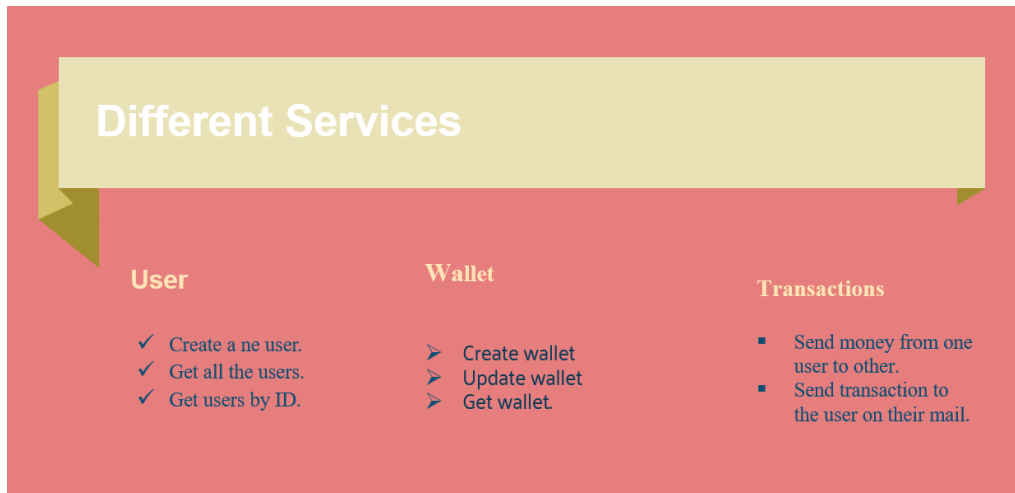 Different Services
User
Create a ne user.
Get all the users.
Get users by ID.
Wallet
Create wallet
Update wallet
Get wallet.
Transactions
Send money from one
user to other.
Send transaction to
the user on their mail.